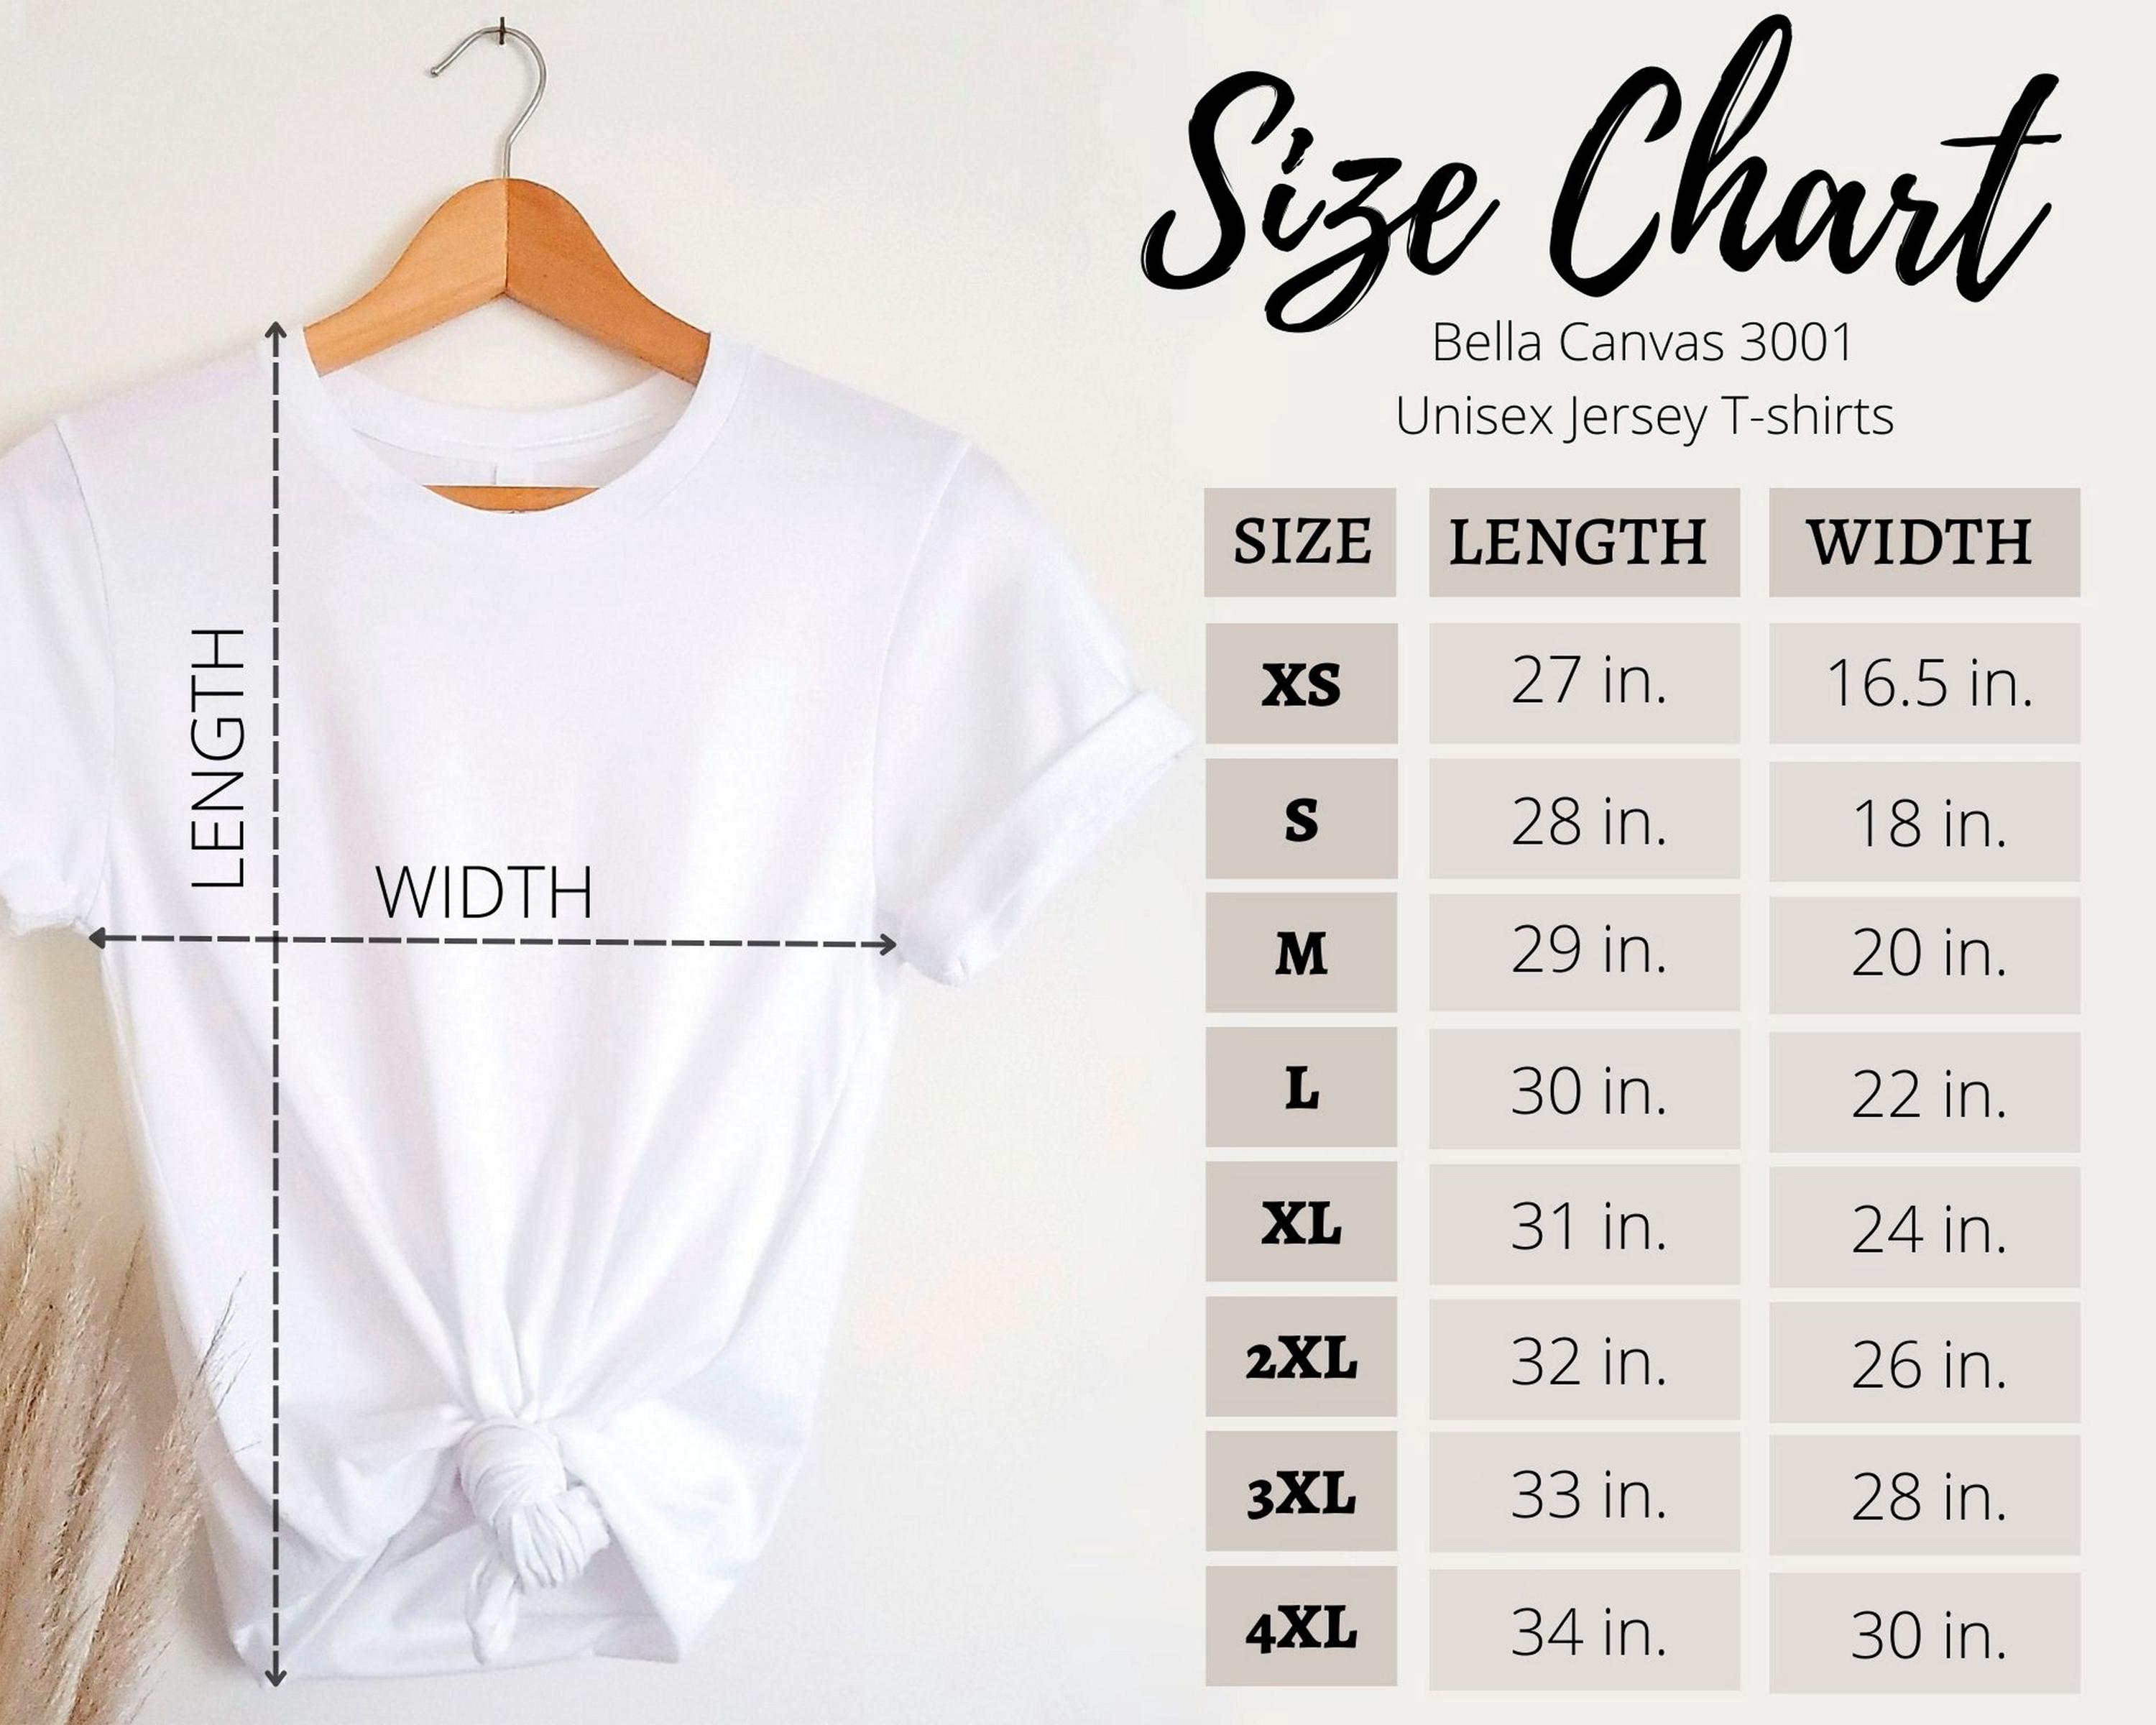 Size Chart
Bella Canvas 3001
Unisex Jersey T-shirts
LENGTH
WIDTH
SIZE LENGTH WIDTH
XS 27 in. 16.5 in.
S 28 in. 18 in.
M 29 in. 20 in.
L 30 in. 22 in.
XL 31 in. 24 in.
2XL 32 in. 26 in.
3XL 33 in. 28 in.
4XL 34 in. 30 in.